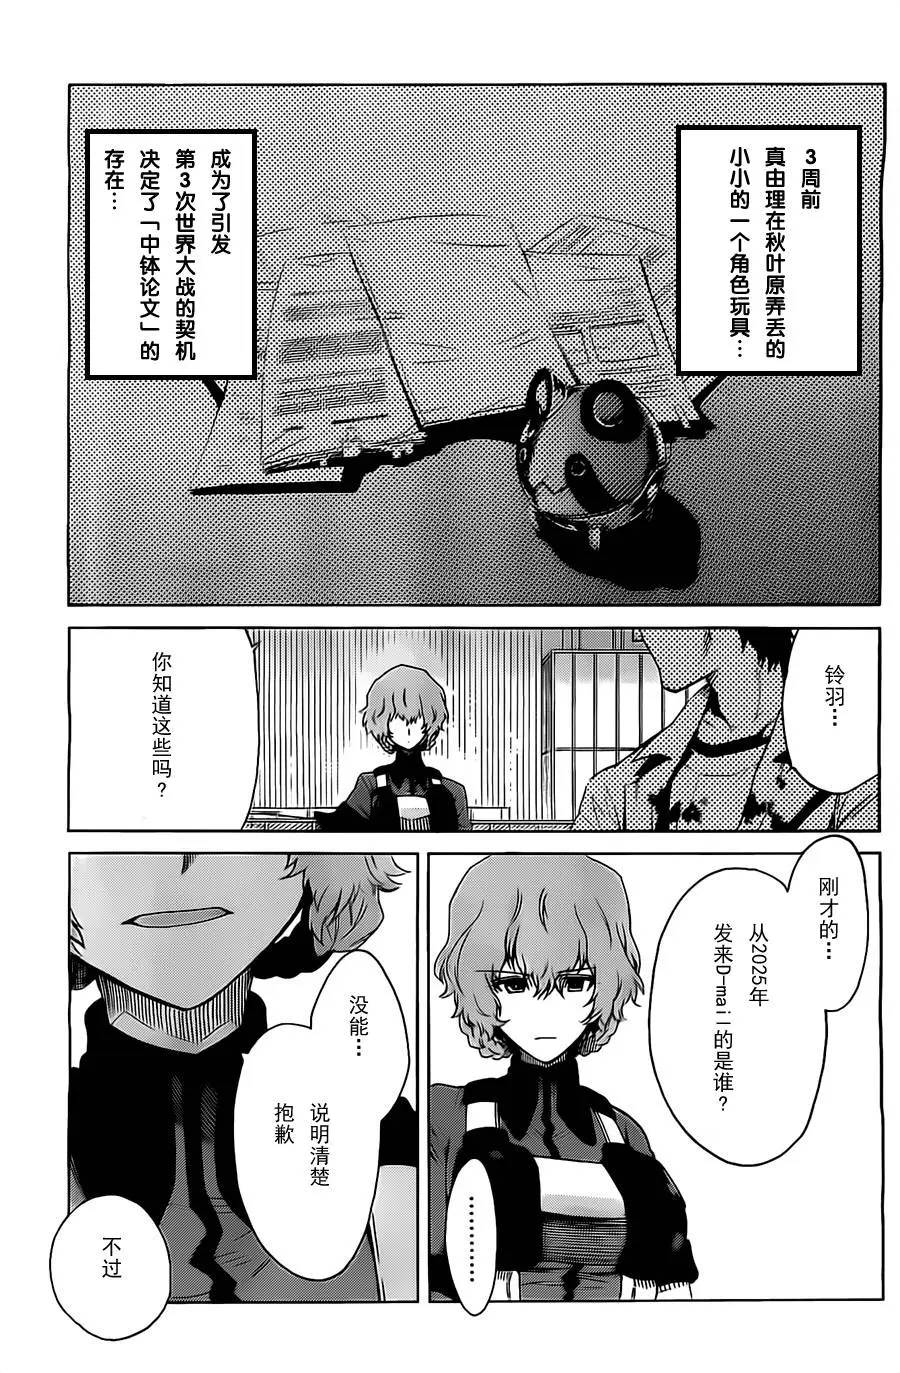 3周前
真由理在秋叶原弄丢的
小小的一个角色玩具…
成为了引发
第3次世界大战的契机
决定了「中钵论文」的
存在…
铃羽…
你知道这些吗?
刚才的…
从2025年
发来D-mail的是谁?
………
没能…
说明清楚
抱歉
不过